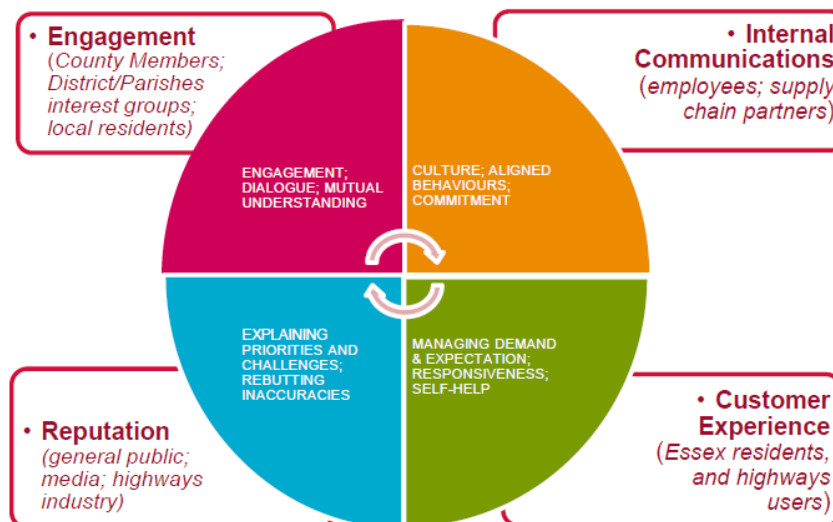 • Engagement
(County Members;
District/Parishes
interest groups;
local residents)
• Internal
Communications
(employees; supply
chain partners)
ENGAGEMENT;
DIALOGUE; MUTUAL
UNDERSTANDING
CULTURE; ALIGNED
BEHAVIOURS;
COMMITMENT
EXPLAINING
PRIORITIES AND
CHALLENGES;
REBUTTING
INACCURACIES
MANAGING DEMAND
& EXPECTATION;
RESPONSIVENESS;
SELF-HELP
• Reputation
(general public;
media; highways
industry)
• Customer
Experience
(Essex residents,
and highways
users)